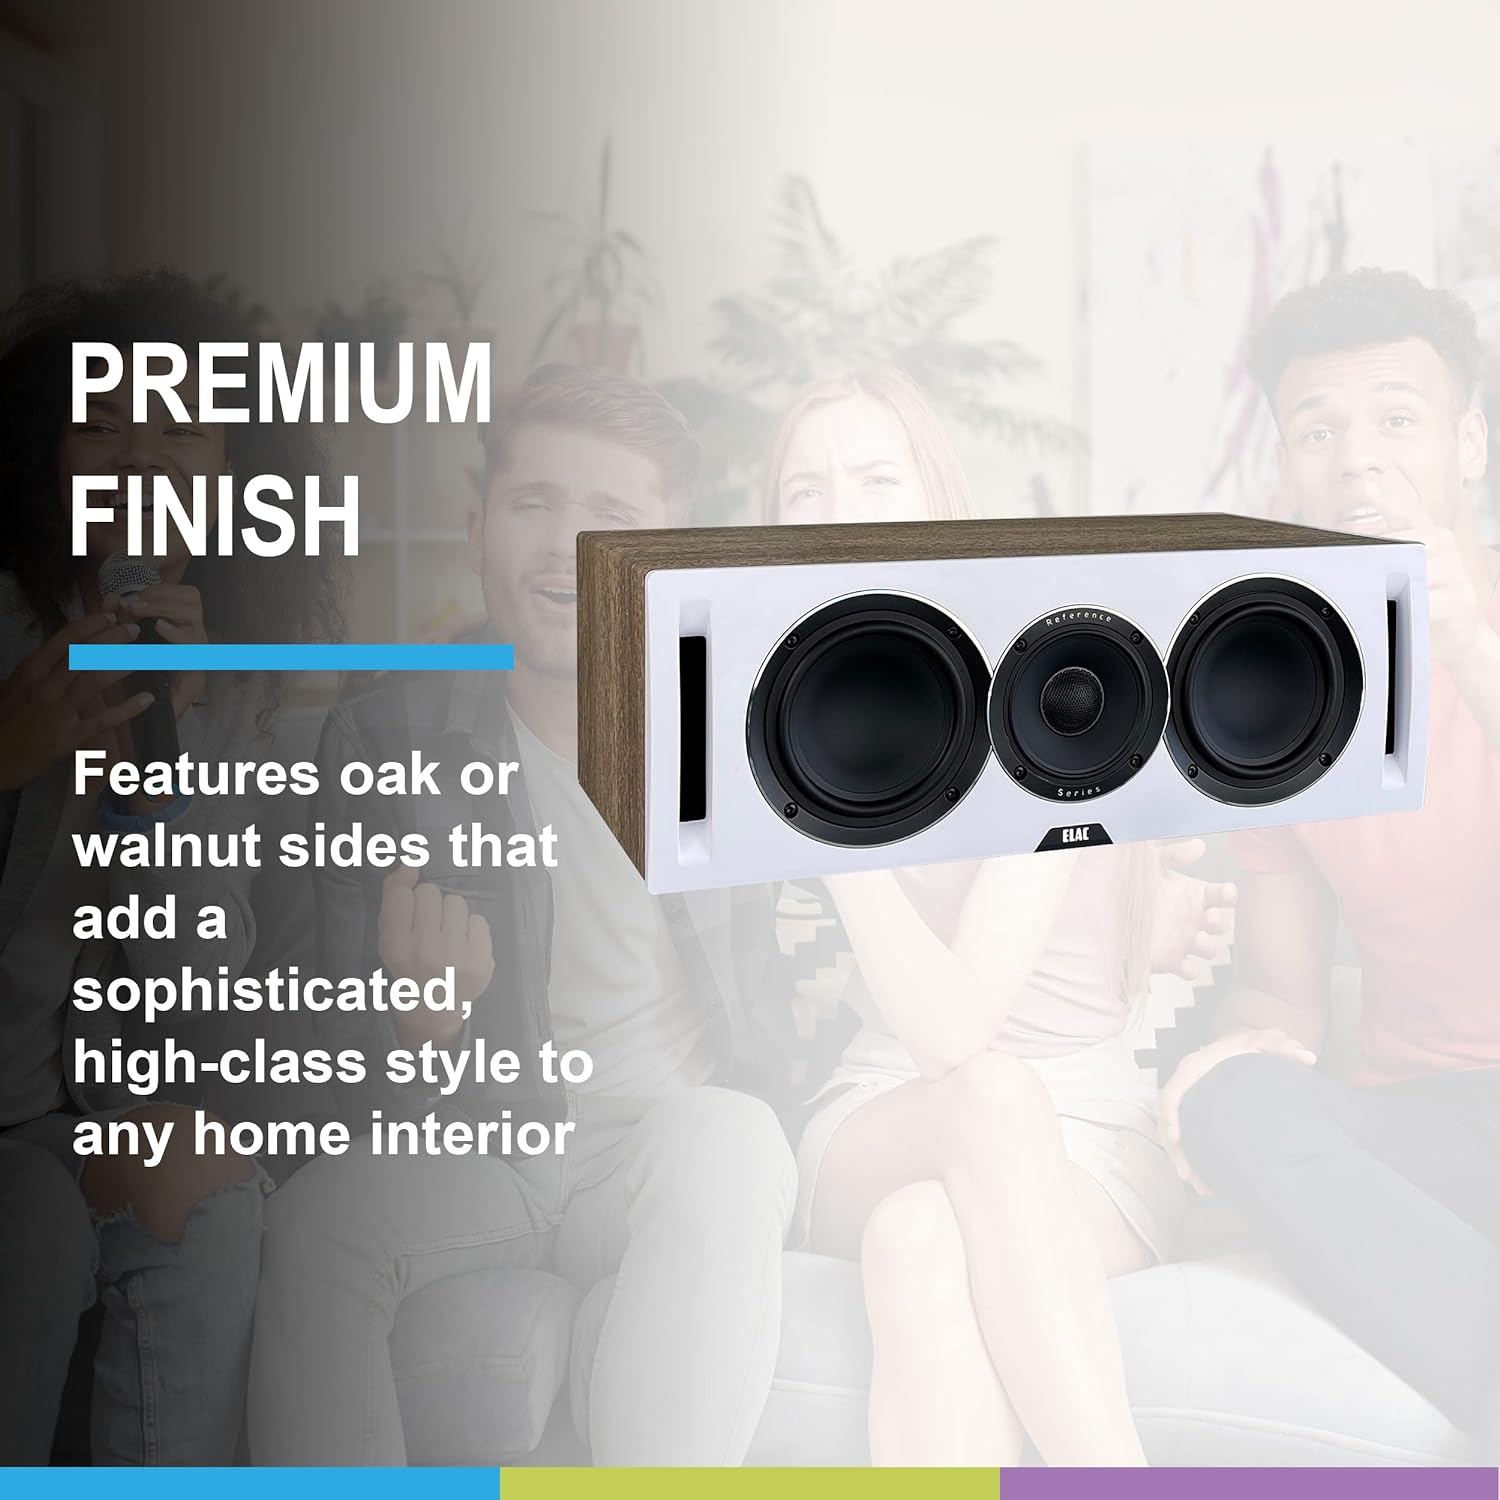 PREMIUM
FINISH
Features oak or
walnut sides that
add a
sophisticated,
high-class style to
any home interior
Reference
Series
ELAC